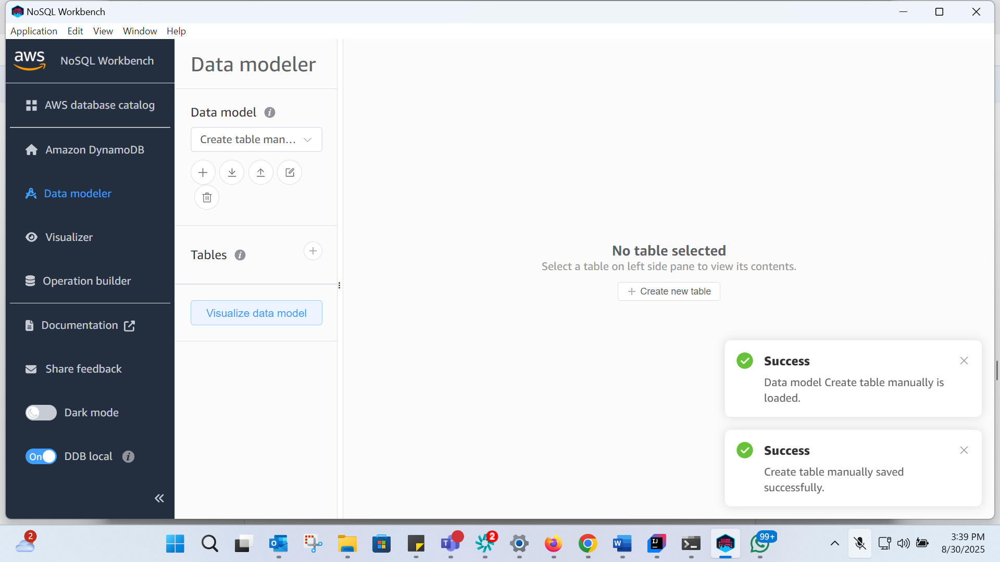 NoSQL Workbench
Application Edit View Window Help
aws NoSQL Workbench
AWS database catalog
Amazon DynamoDB
Data modeler
Visualizer
Operation builder
Documentation
Share feedback
Dark mode
On DDB local
Data modeler
Data model
Create table man...
Tables
Visualize data model
No table selected
Select a table on left side pane to view its contents.
Create new table
Success
Data model Create table manually is
loaded.
Success
Create table manually saved
successfully.
2
2
99+
3:39 PM
8/30/2025